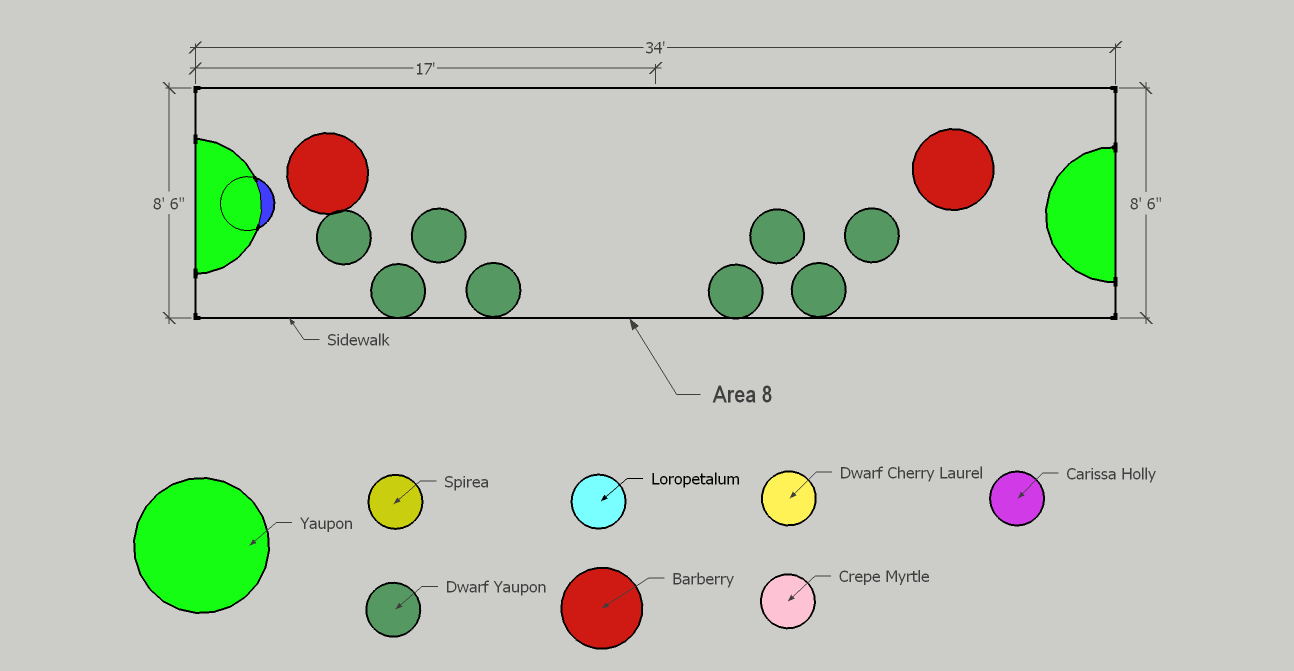 34'
17'
8' 6"
8' 6"
Sidewalk
Area 8
Spirea
Loropetalum
Dwarf Cherry Laurel
Carissa Holly
Yaupon
Dwarf Yaupon
Barberry
Crepe Myrtle